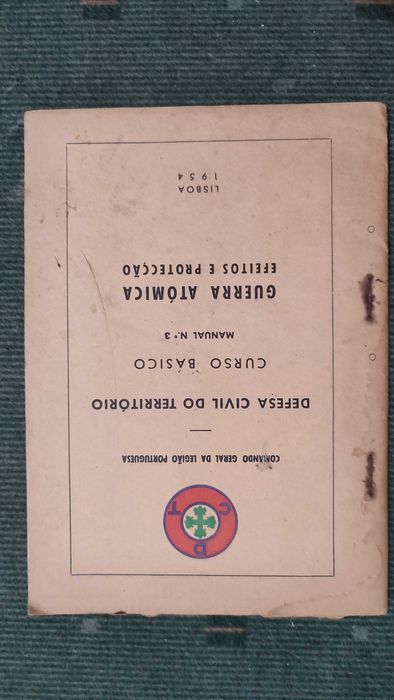 D
C T
COMANDO GERAL DA LEGIÃO PORTUGUESA
DEFESA CIVIL DO TERRITÓRIO
CURSO BÁSICO
MANUAL N.º 3
GUERRA ATÓMICA
EFEITOS E PROTECÇÃO
LISBOA
1954